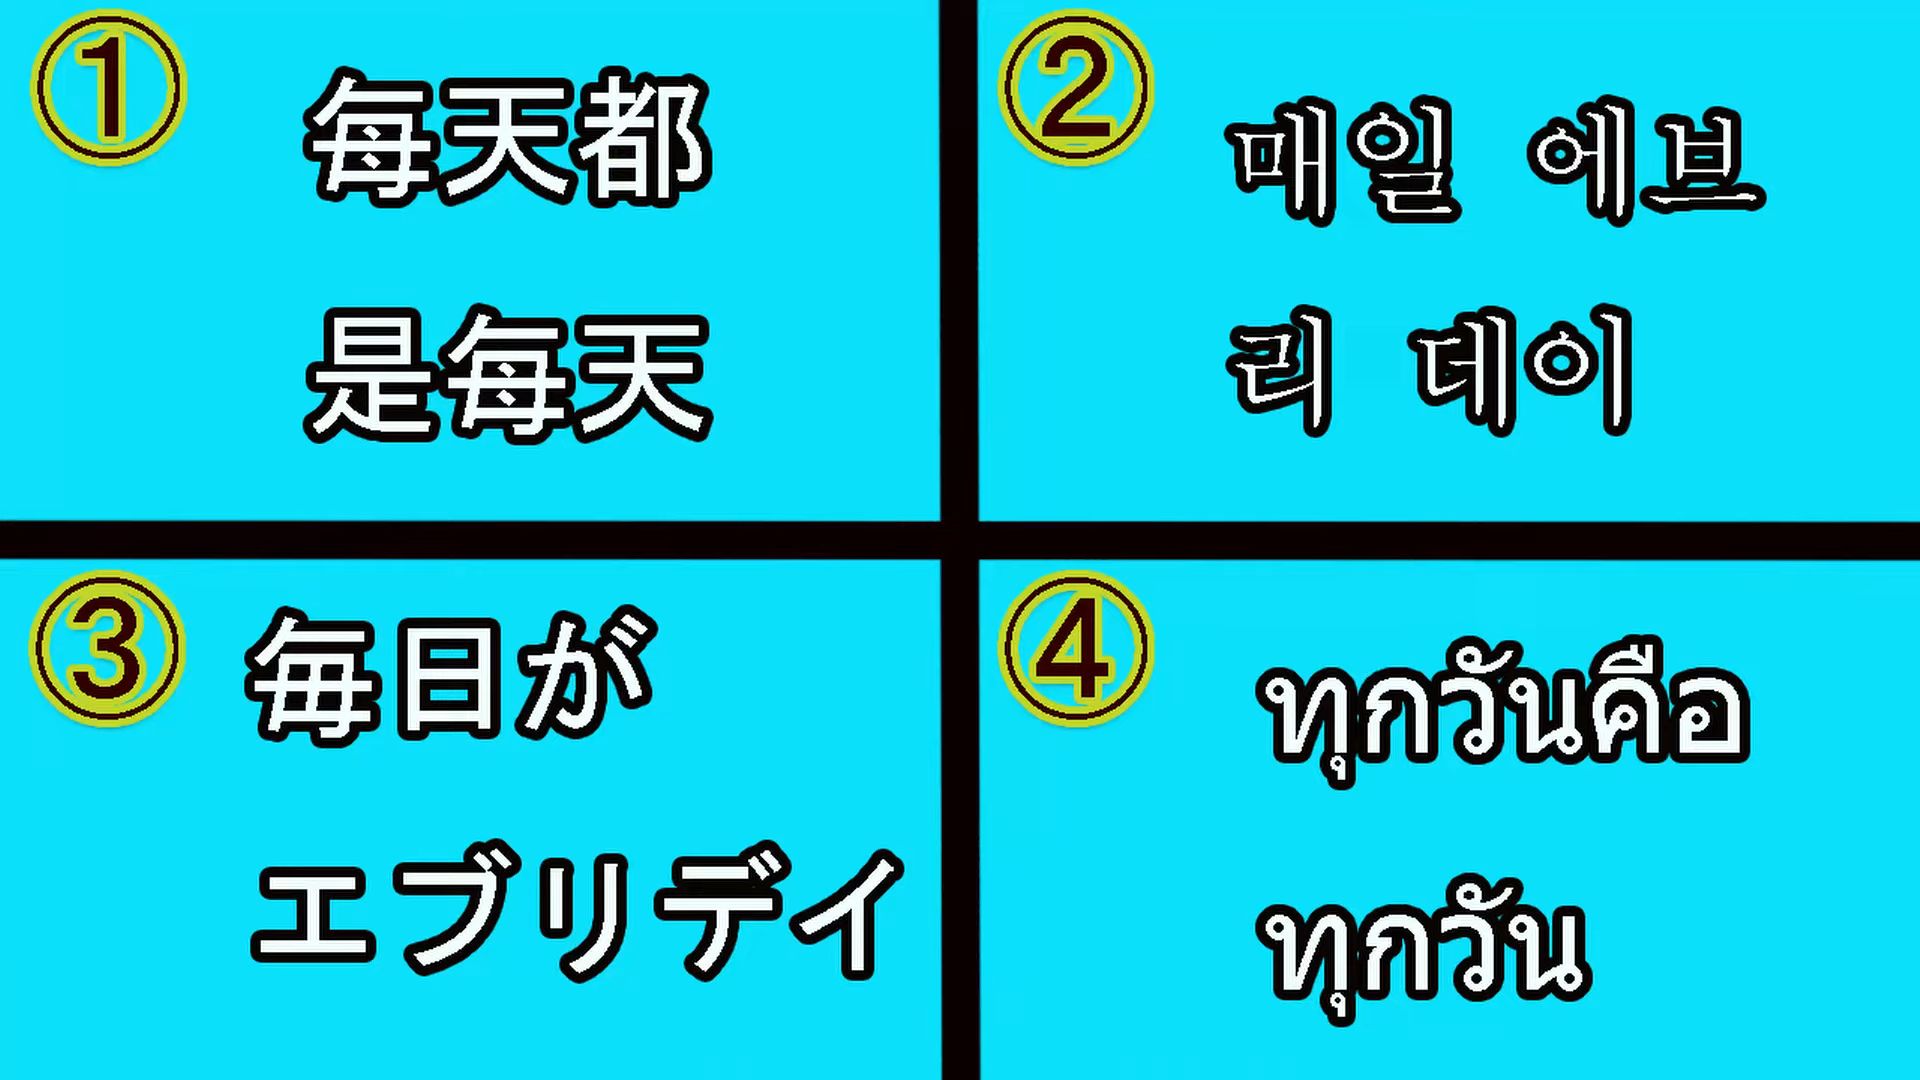 ①
每天都
是每天
②
매일 에브
리 데이
③
毎日が
エブリデイ
④
ทุกวันคือ
ทุกวัน